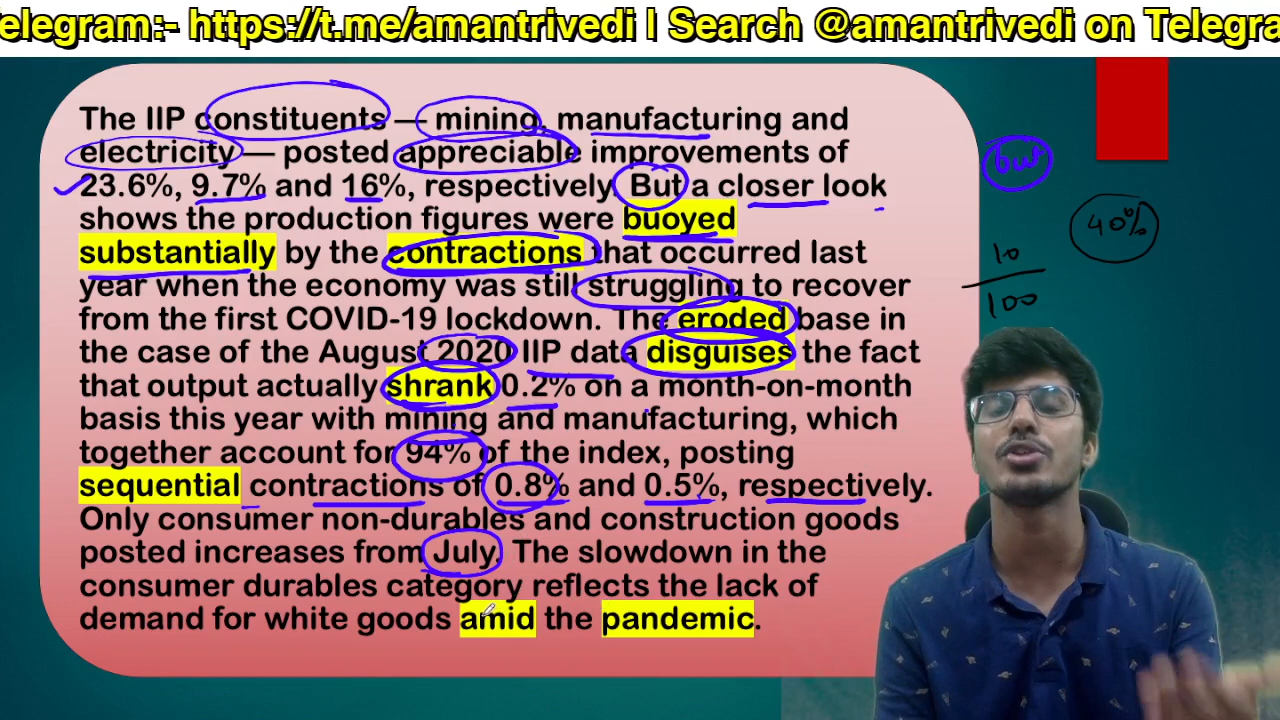 elegram:- https://t.me/amantrivedi | Search @amantrivedi on Telegra
The IIP constituents — mining, manufacturing and
electricity — posted appreciable improvements of
23.6%, 9.7% and 16%, respectively. But a closer look
shows the production figures were buoyed
substantially by the contractions that occurred last
year when the economy was still struggling to recover
from the first COVID-19 lockdown. The eroded base in
the case of the August 2020 IIP data disguises the fact
that output actually shrank 0.2% on a month-on-month
basis this year with mining and manufacturing, which
together account for 94% of the index, posting
sequential contractions of 0.8% and 0.5%, respectively.
Only consumer non-durables and construction goods
posted increases from July. The slowdown in the
consumer durables category reflects the lack of
demand for white goods amid the pandemic.
but
40%
10
100